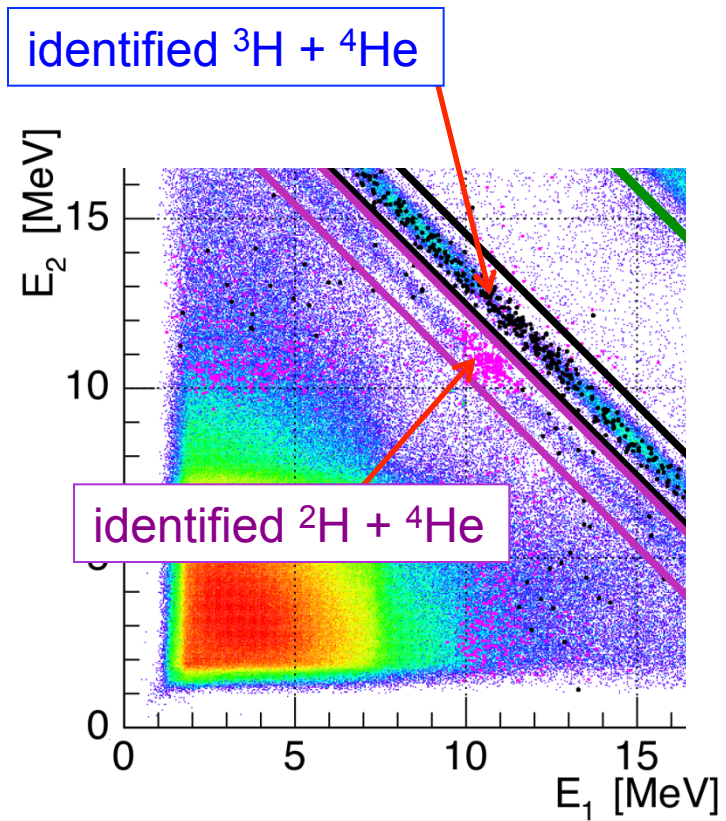 identified ³H + ⁴He
E₂ [MeV]
15
10
identified ²H + ⁴He
0
0
5
10
15
E₁ [MeV]